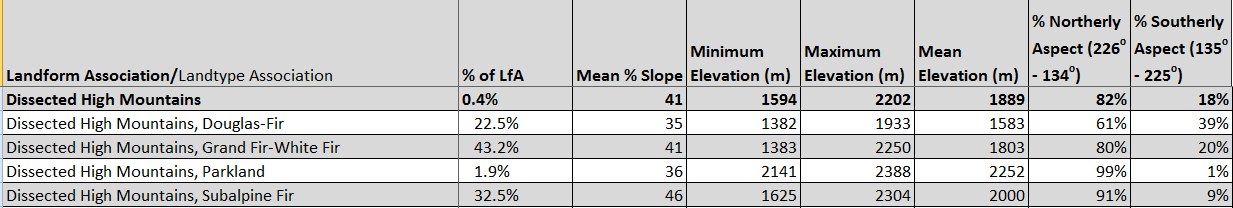 Landform Association/Landtype Association | % of LfA | Mean % Slope | Minimum Elevation (m) | Maximum Elevation (m) | Mean Elevation (m) | % Northerly Aspect (226° - 134°) | % Southerly Aspect (135° - 225°)
Dissected High Mountains | 0.4% | 41 | 1594 | 2202 | 1889 | 82% | 18%
Dissected High Mountains, Douglas-Fir | 22.5% | 35 | 1382 | 1933 | 1583 | 61% | 39%
Dissected High Mountains, Grand Fir-White Fir | 43.2% | 41 | 1383 | 2250 | 1803 | 80% | 20%
Dissected High Mountains, Parkland | 1.9% | 36 | 2141 | 2388 | 2252 | 99% | 1%
Dissected High Mountains, Subalpine Fir | 32.5% | 46 | 1625 | 2304 | 2000 | 91% | 9%